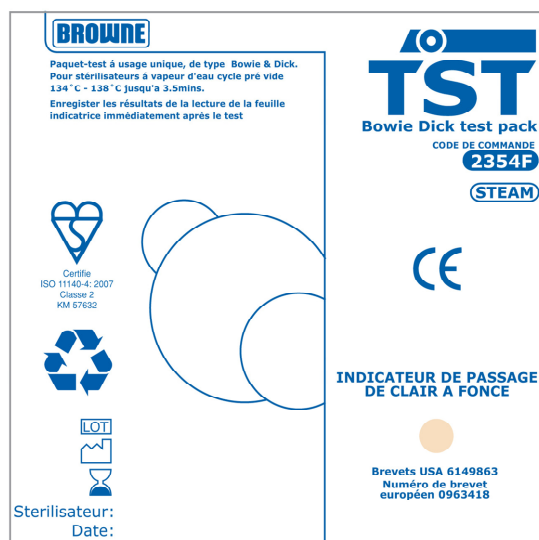 BROWNE
Paquet-test á usage unique, de type Bowie & Dick.
Pour stérilisateurs á vapeur d'eau cycle pré vide
134˚C - 138˚C jusqu'a 3.5mins.
Enregister les résultats de la lecture de la feuille
indicatrice immédiatement aprés le test
TST
Bowie Dick test pack
CODE DE COMMANDE
2354F
STEAM
Certifie
ISO 11140-4: 2007
Classe 2
KM 57632
CE
INDICATEUR DE PASSAGE
DE CLAIR A FONCE
LOT
Brevets USA 6149863
Numéro de brevet
européen 0963418
Sterilisateur:
Date: